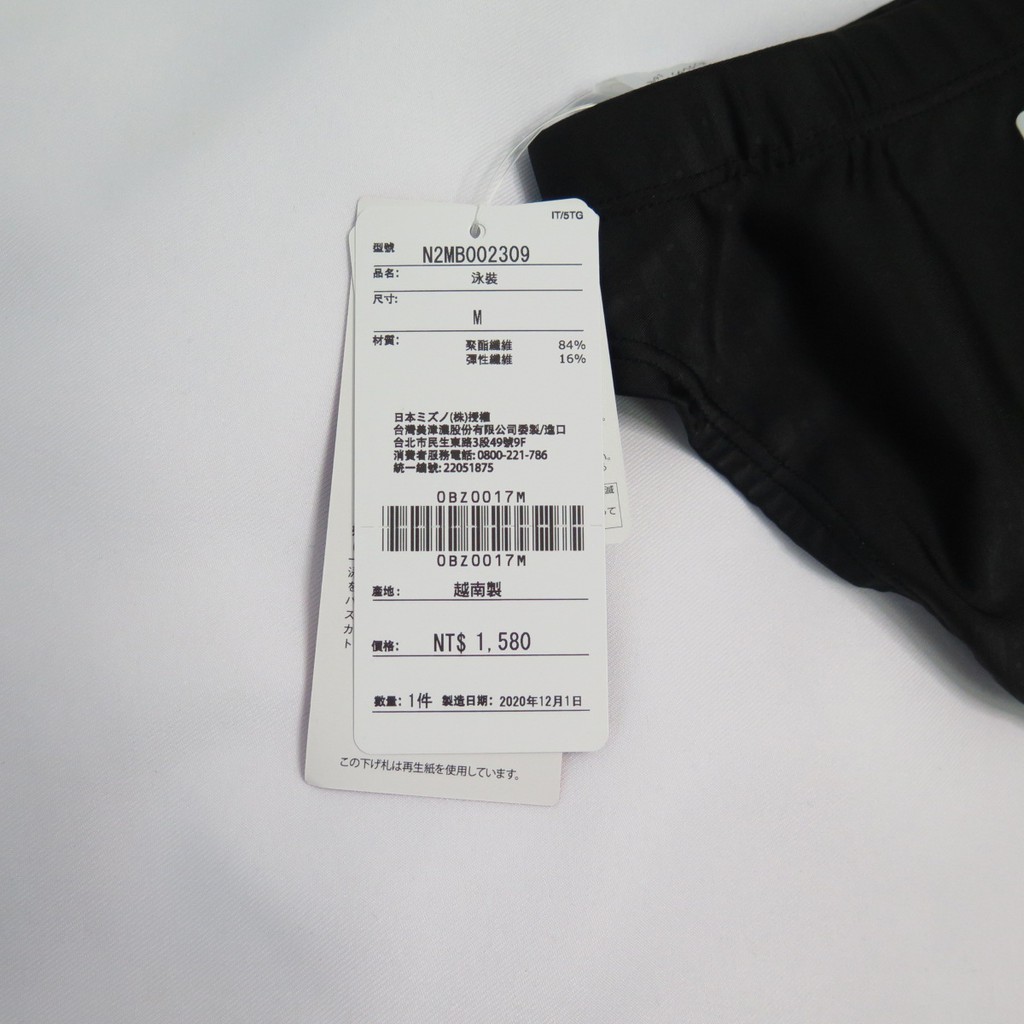 IT/5TG
型號 N2MB002309
品名: 泳裝
尺寸:
M
材質: 聚酯纖維 84%
彈性纖維 16%
日本ミズノ(株)授權
台灣美津濃股份有限公司委製/進口
台北市民生東路3段49號9F
消費者服務電話: 0800-221-786
統一編號: 22051875
0BZ0017M
0BZ0017M
產地: 越南製
價格: NT$ 1,580
數量: 1件 製造日期: 2020年12月1日
この下げ札は再生紙を使用しています。